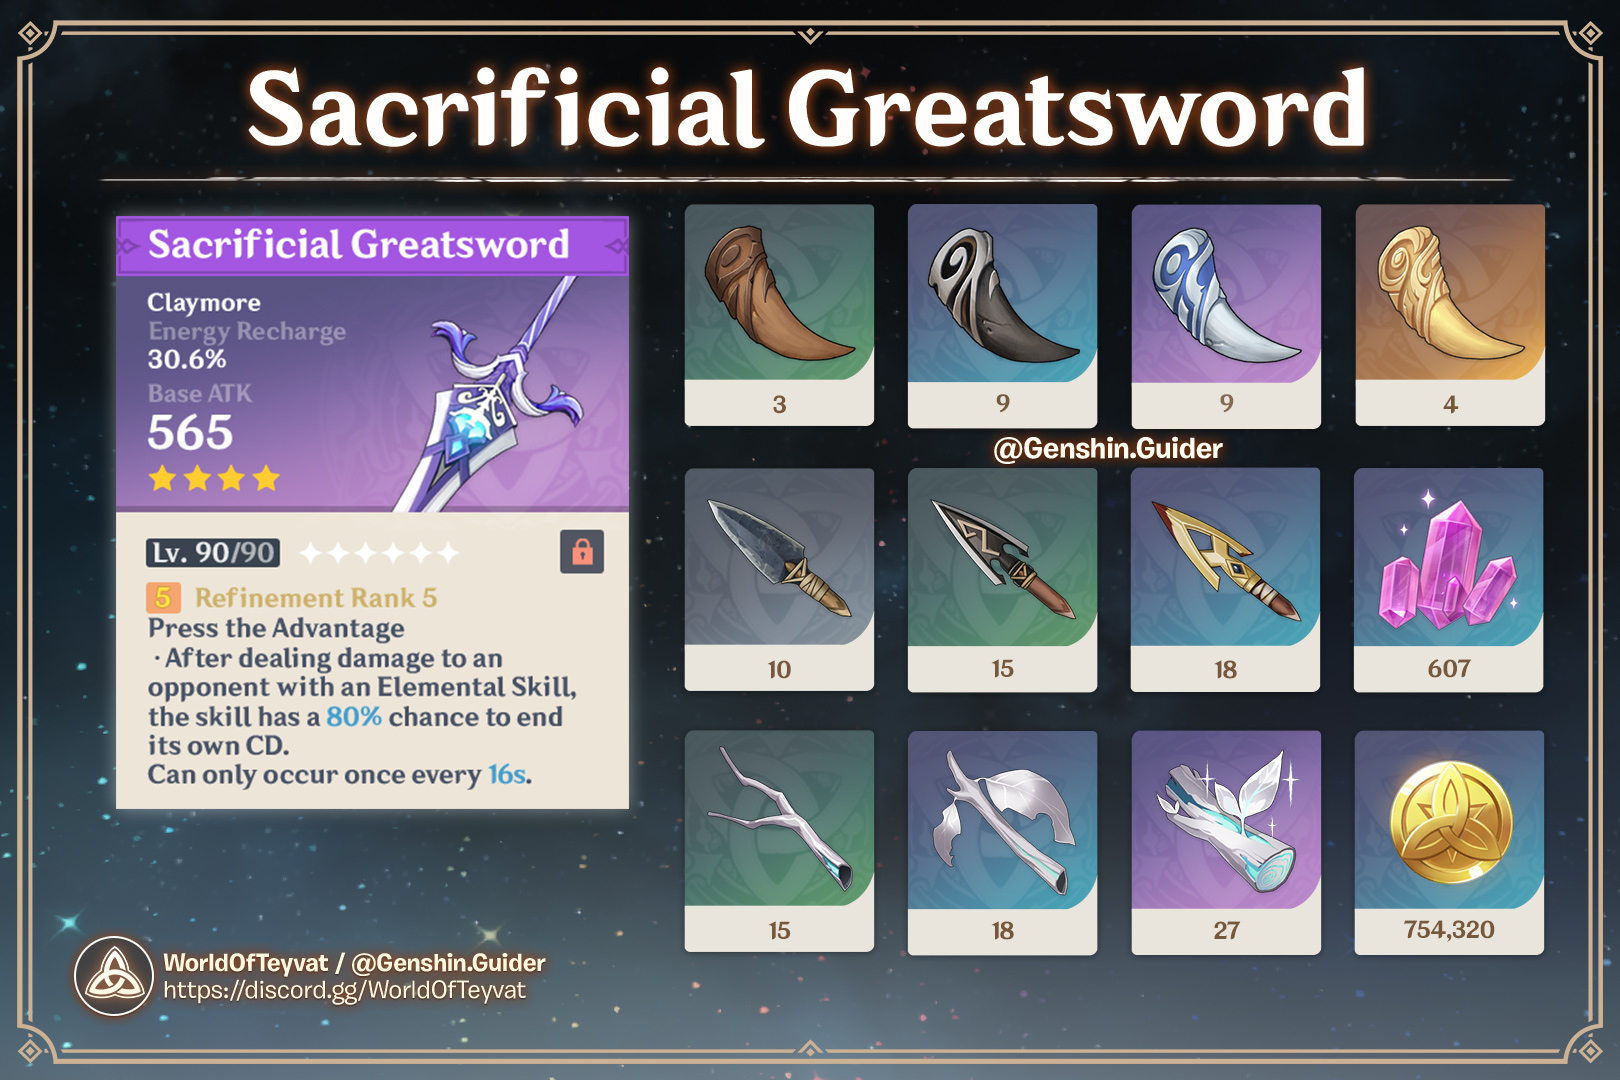 Sacrificial Greatsword
Sacrificial Greatsword
Claymore
Energy Recharge
30.6%
Base ATK
565
Lv. 90/90
5 Refinement Rank 5
Press the Advantage
· After dealing damage to an
opponent with an Elemental Skill,
the skill has a 80% chance to end
its own CD.
Can only occur once every 16s.
3
9
9
4
@Genshin.Guider
10
15
18
607
15
18
27
754,320
WorldOfTeyvat / @Genshin.Guider
https://discord.gg/WorldOfTeyvat